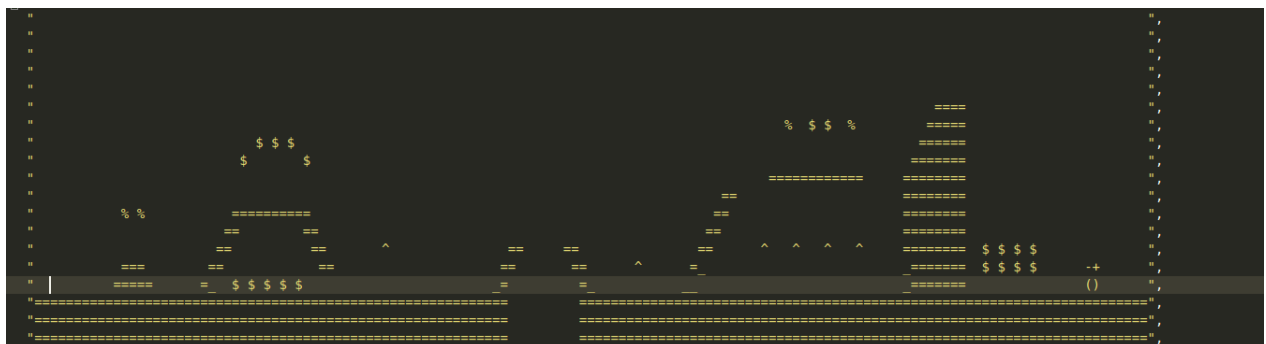 "                                                                                                                                             ",
"                                                                                                                                             ",
"                                                                                                                                             ",
"                                                                                                                                             ",
"                                                                                                                                             ",
"                                                                                                                  ====                       ",
"                                                                                               %  $ $  %         =====                       ",
"                            $ $ $                                                                               ======                       ",
"                          $       $                                                                            =======                       ",
"                                                                                             ============     ========                       ",
"                                                                                       ==                     ========                       ",
"           % %           ==========                                                   ==                      ========                       ",
"                        ==        ==                                                 ==                       ========                       ",
"                       ==          ==       ^               ==     ==               ==      ^   ^   ^   ^     ========  $ $ $ $              ",
"           ===        ==            ==                     ==       ==      ^      =_                         _=======  $ $ $ $      -+      ",
"          =====      =_  $ $ $ $ $                        _=         =_           __                          _=======               ()      ",
"============================================================         ========================================================================",
"============================================================         ========================================================================",
"============================================================         ========================================================================",